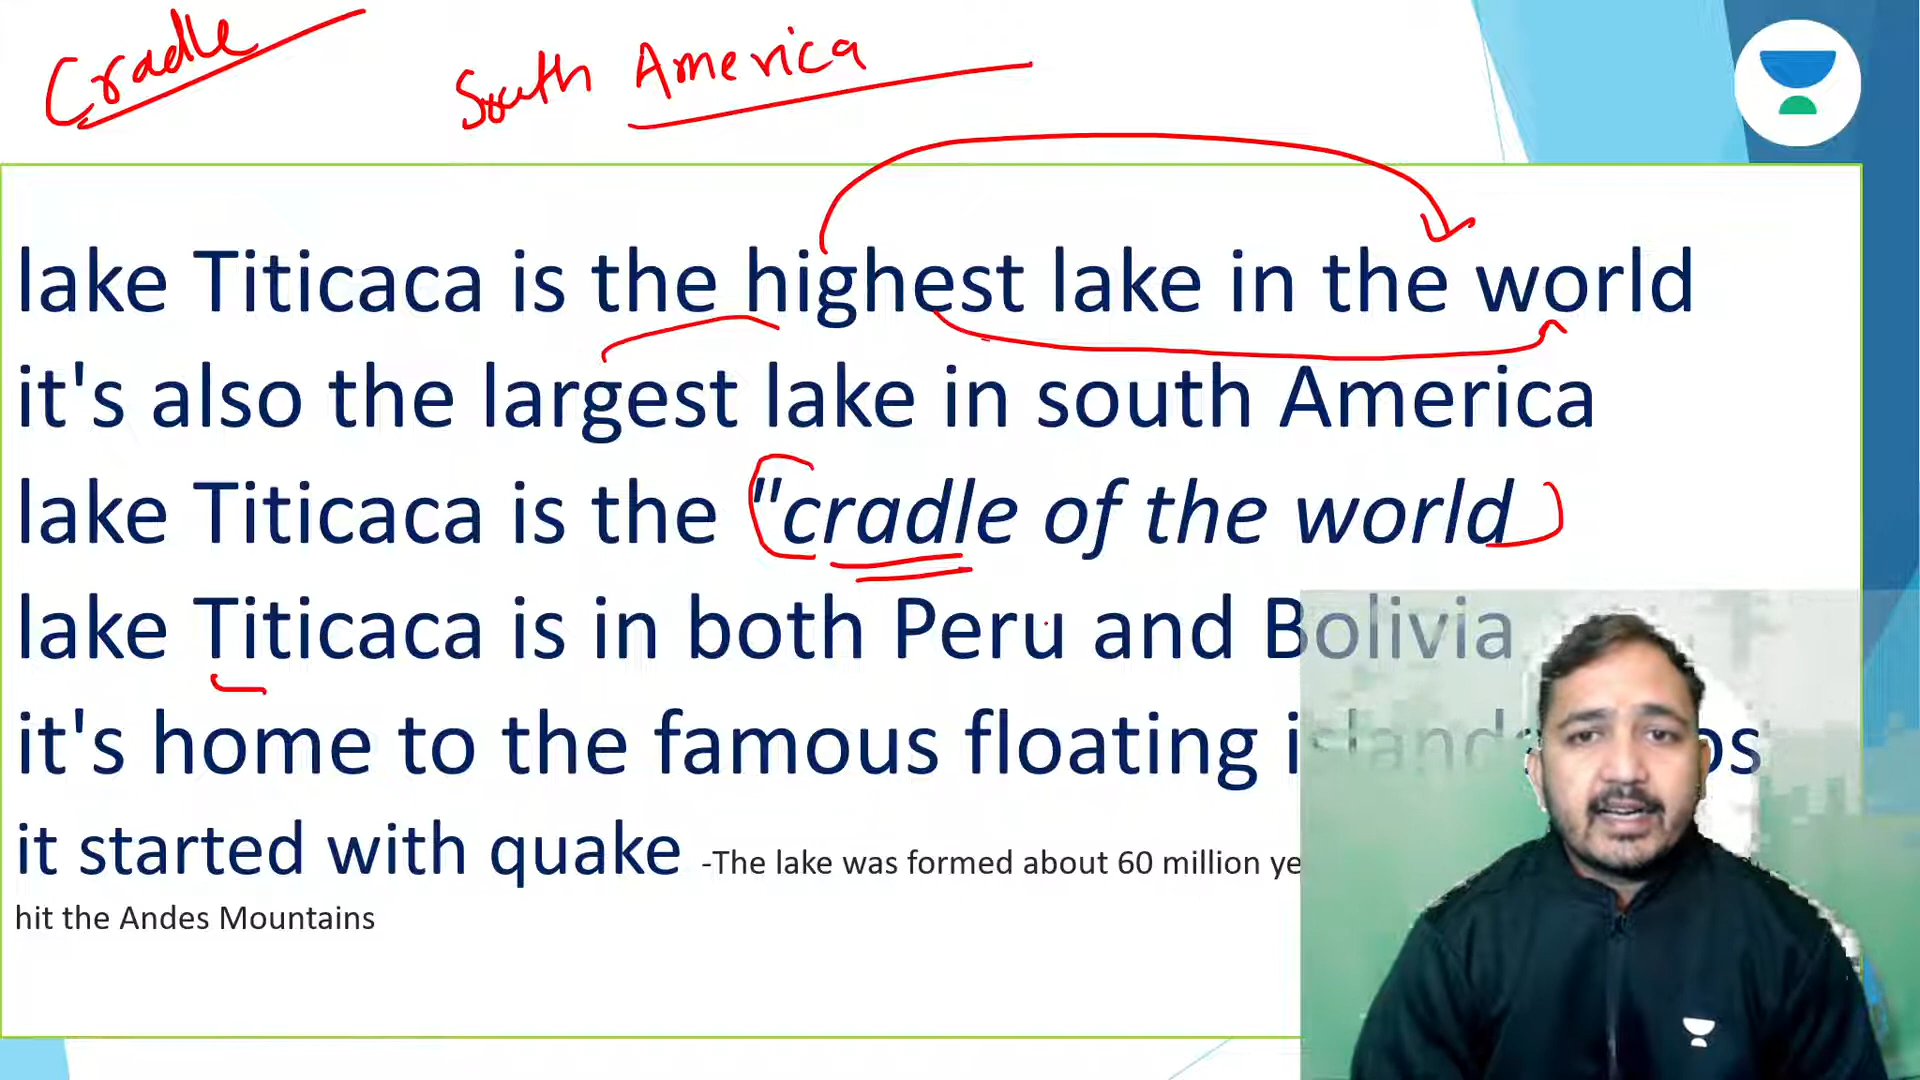 Cradle
South America
lake Titicaca is the highest lake in the world
it's also the largest lake in south America
lake Titicaca is the "cradle of the world
lake Titicaca is in both Peru and Bolivia
it's home to the famous floating islands
it started with quake -The lake was formed about 60 million
hit the Andes Mountains